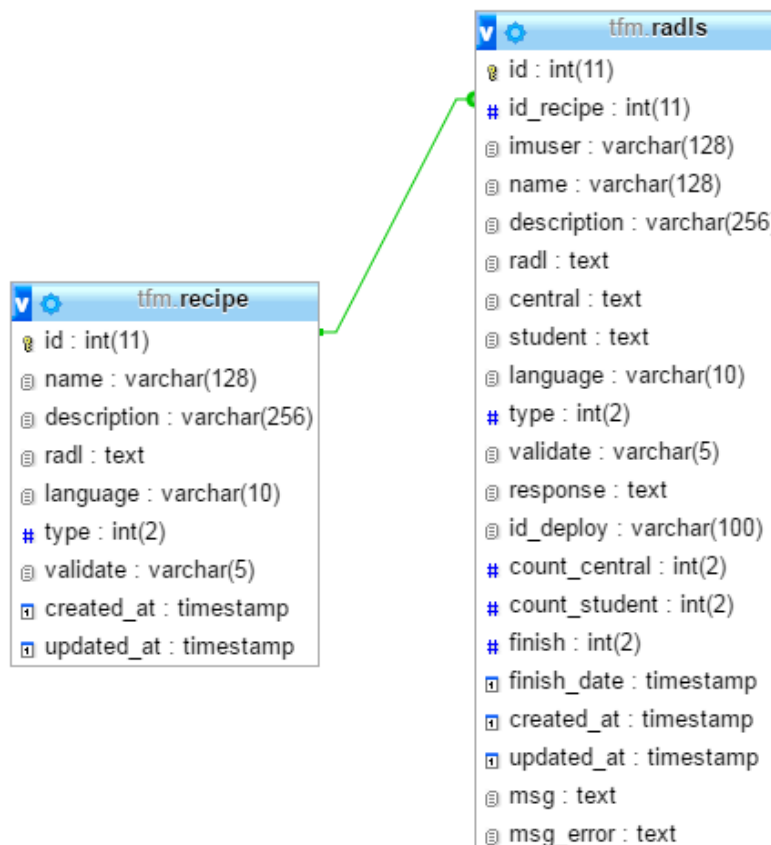 v tfm.recipe
id : int(11)
name : varchar(128)
description : varchar(256)
radl : text
language : varchar(10)
# type : int(2)
validate : varchar(5)
created_at : timestamp
updated_at : timestamp
v tfm.radls
id : int(11)
# id_recipe : int(11)
imuser : varchar(128)
name : varchar(128)
description : varchar(256)
radl : text
central : text
student : text
language : varchar(10)
# type : int(2)
validate : varchar(5)
response : text
id_deploy : varchar(100)
# count_central : int(2)
# count_student : int(2)
# finish : int(2)
finish_date : timestamp
created_at : timestamp
updated_at : timestamp
msg : text
msg_error : text